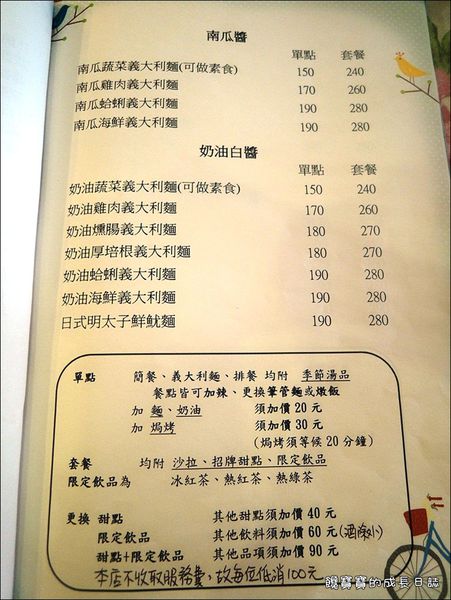 南瓜醬
單點 套餐
南瓜蔬菜義大利麵(可做素食) 150 240
南瓜雞肉義大利麵 170 260
南瓜蛤蜊義大利麵 190 280
南瓜海鮮義大利麵 190 280
奶油白醬
單點 套餐
奶油蔬菜義大利麵(可做素食) 150 240
奶油雞肉義大利麵 170 260
奶油燻腸義大利麵 180 270
奶油厚培根義大利麵 180 270
奶油蛤蜊義大利麵 190 280
奶油海鮮義大利麵 190 280
日式明太子鮮魷麵 190 280
單點 簡餐、義大利麵、排餐 均附 季節湯品
餐點皆可加辣、更換筆管麵或燉飯
加 麵、奶油 須加價 20 元
加 焗烤 須加價 30 元
(焗烤須等候 20 分鐘)
套餐 均附 沙拉、招牌甜點、限定飲品
限定飲品為 冰紅茶、熱紅茶、熱綠茶
更換 甜點 其他甜點須加價 40 元
限定飲品 其他飲料須加價 60 元(酒除外)
甜點+限定飲品 其他品項須加價 90 元
本店不收取服務費，故每位低消100元
寶寶的成長日誌